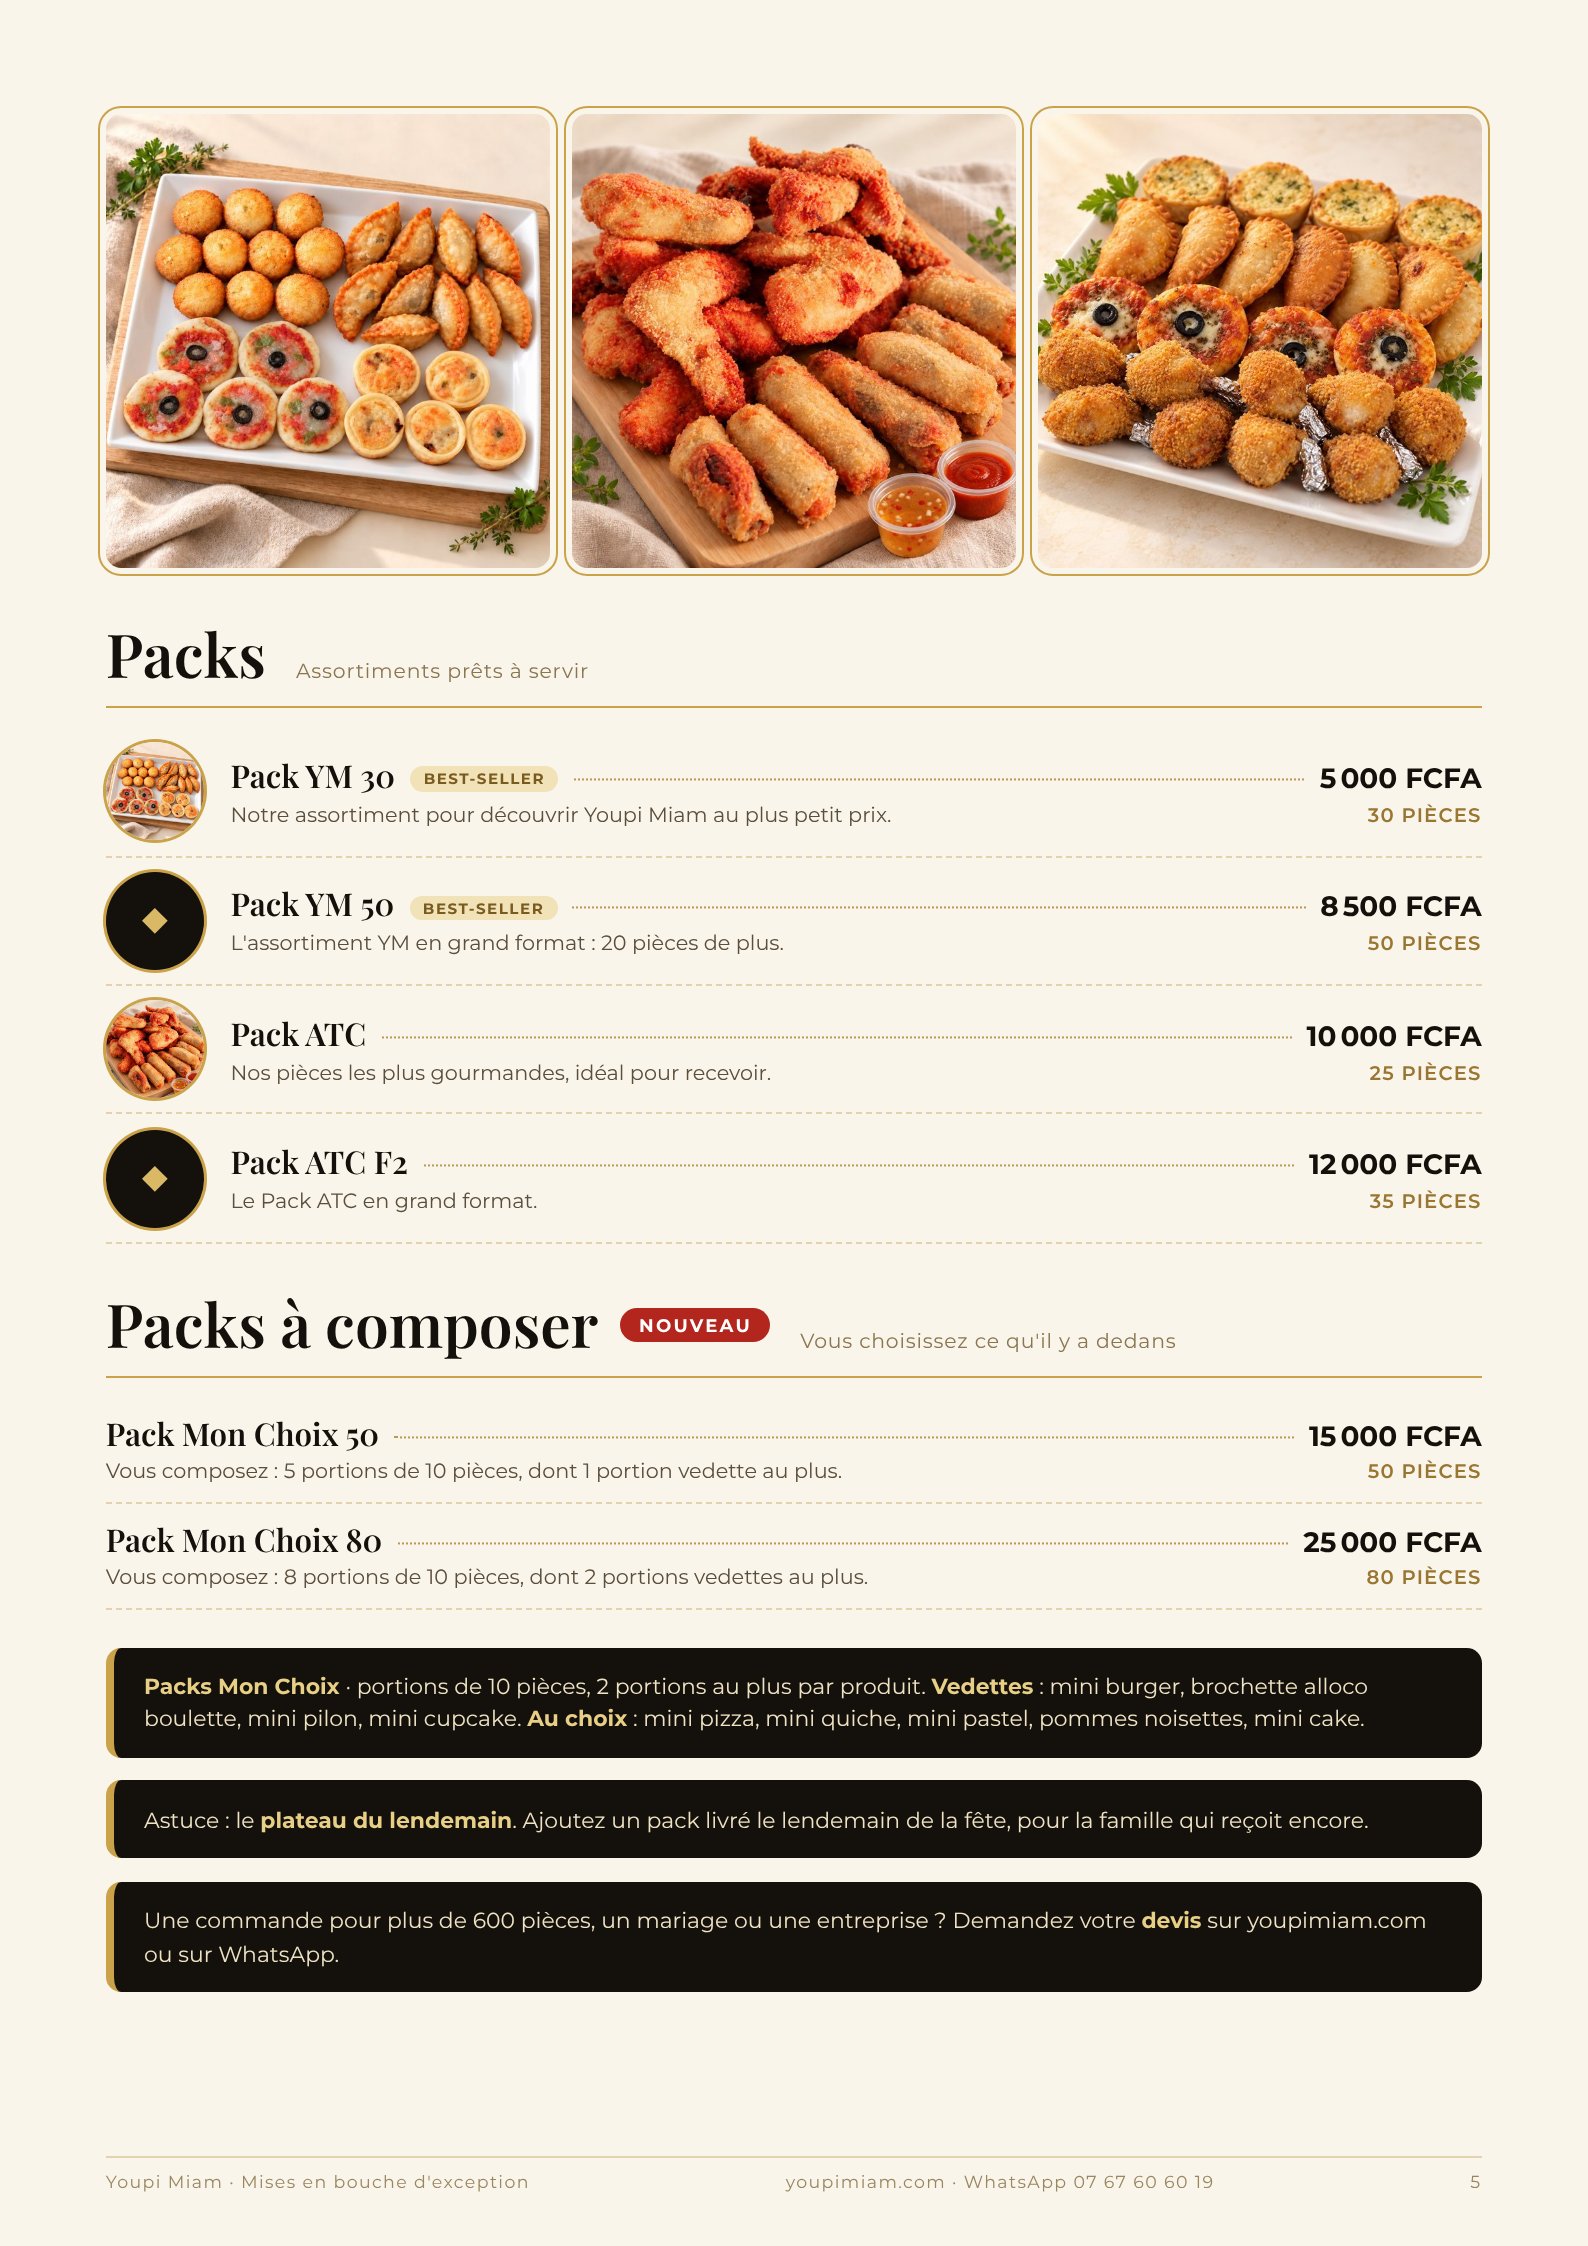 Packs Assortiments prêts à servir
Pack YM 30 BEST-SELLER 5 000 FCFA
Notre assortiment pour découvrir Youpi Miam au plus petit prix. 30 PIÈCES
Pack YM 50 BEST-SELLER 8 500 FCFA
L'assortiment YM en grand format : 20 pièces de plus. 50 PIÈCES
Pack ATC 10 000 FCFA
Nos pièces les plus gourmandes, idéal pour recevoir. 25 PIÈCES
Pack ATC F2 12 000 FCFA
Le Pack ATC en grand format. 35 PIÈCES
Packs à composer NOUVEAU Vous choisissez ce qu'il y a dedans
Pack Mon Choix 50 15 000 FCFA
Vous composez : 5 portions de 10 pièces, dont 1 portion vedette au plus. 50 PIÈCES
Pack Mon Choix 80 25 000 FCFA
Vous composez : 8 portions de 10 pièces, dont 2 portions vedettes au plus. 80 PIÈCES
Packs Mon Choix · portions de 10 pièces, 2 portions au plus par produit. Vedettes : mini burger, brochette alloco
boulette, mini pilon, mini cupcake. Au choix : mini pizza, mini quiche, mini pastel, pommes noisettes, mini cake.
Astuce : le plateau du lendemain. Ajoutez un pack livré le lendemain de la fête, pour la famille qui reçoit encore.
Une commande pour plus de 600 pièces, un mariage ou une entreprise ? Demandez votre devis sur youpimiam.com
ou sur WhatsApp.
Youpi Miam · Mises en bouche d'exception youpimiam.com · WhatsApp 07 67 60 60 19 5